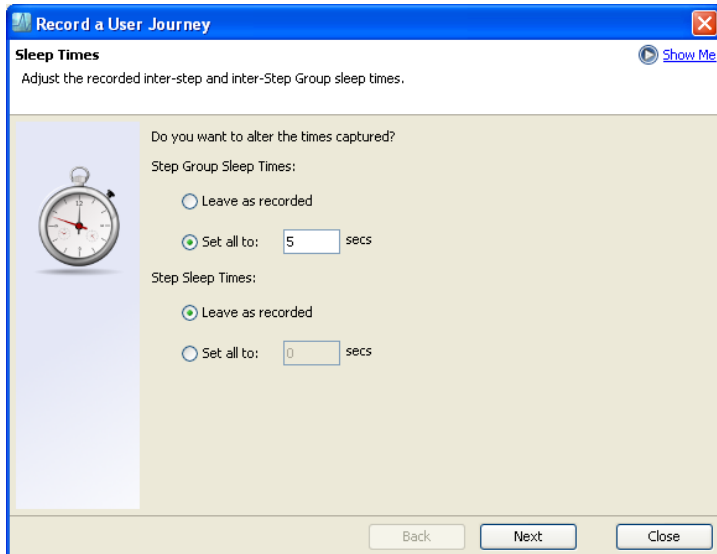 Record a User Journey
Sleep Times
Show Me
Adjust the recorded inter-step and inter-Step Group sleep times.
Do you want to alter the times captured?
Step Group Sleep Times:
Leave as recorded
Set all to: 5 secs
Step Sleep Times:
Leave as recorded
Set all to: 0 secs
Back Next Close